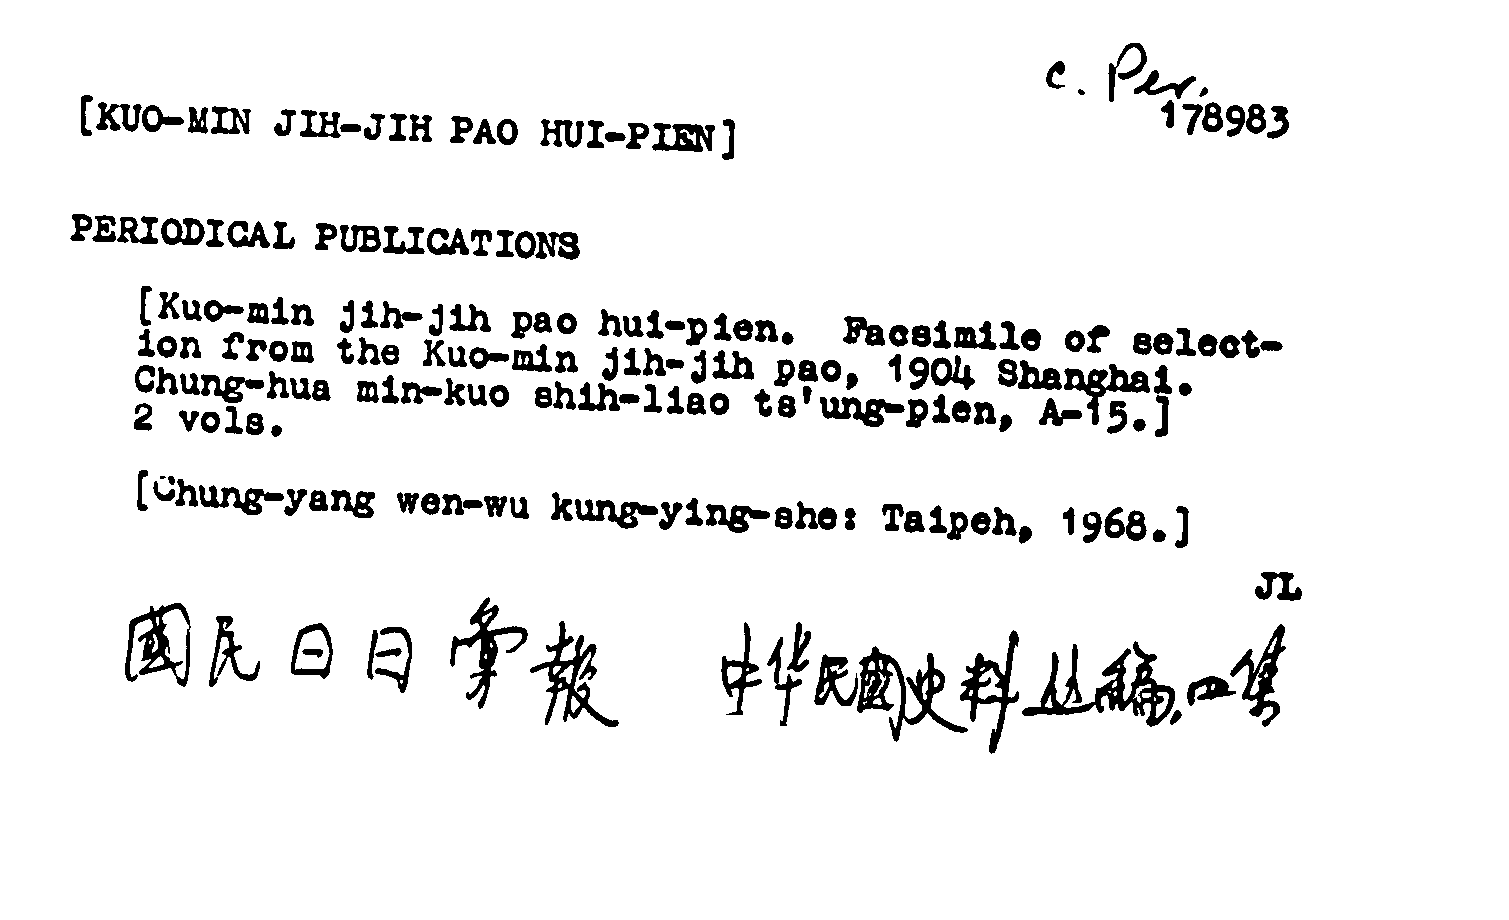 c. Per.
178983
[KUO-MIN JIH-JIH PAO HUI-PIEN]
PERIODICAL PUBLICATIONS
[Kuo-min jih-jih pao hui-pien. Facsimile of select-
ion from the Kuo-min jih-jih pao, 1904 Shanghai.
Chung-hua min-kuo shih-liao ts'ung-pien, A-15.]
2 vols.
[Chung-yang wen-wu kung-ying-she: Taipeh, 1968.]
JL
國民日日彙報 中华民國史料丛編.四集